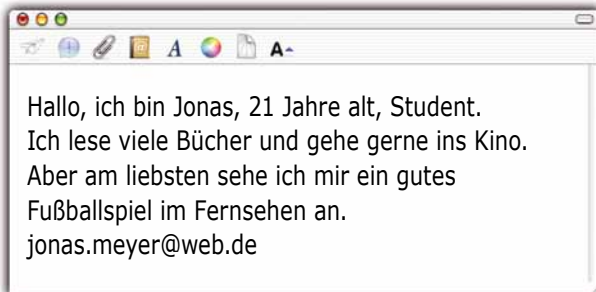 A
A
Hallo, ich bin Jonas, 21 Jahre alt, Student.
Ich lese viele Bücher und gehe gerne ins Kino.
Aber am liebsten sehe ich mir ein gutes
Fußballspiel im Fernsehen an.
jonas.meyer@web.de